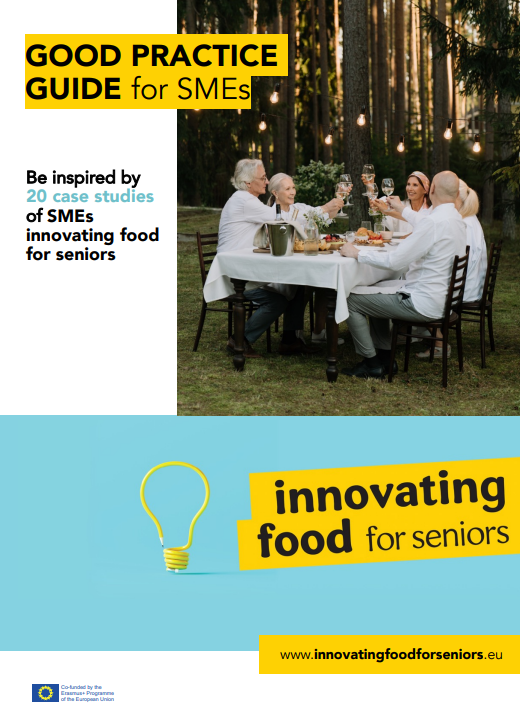 GOOD PRACTICE
GUIDE for SMEs
Be inspired by
20 case studies
of SMEs
innovating food
for seniors
innovating
food for seniors
www.innovatingfoodforseniors.eu
Co-funded by the
Erasmus+ Programme
of the European Union